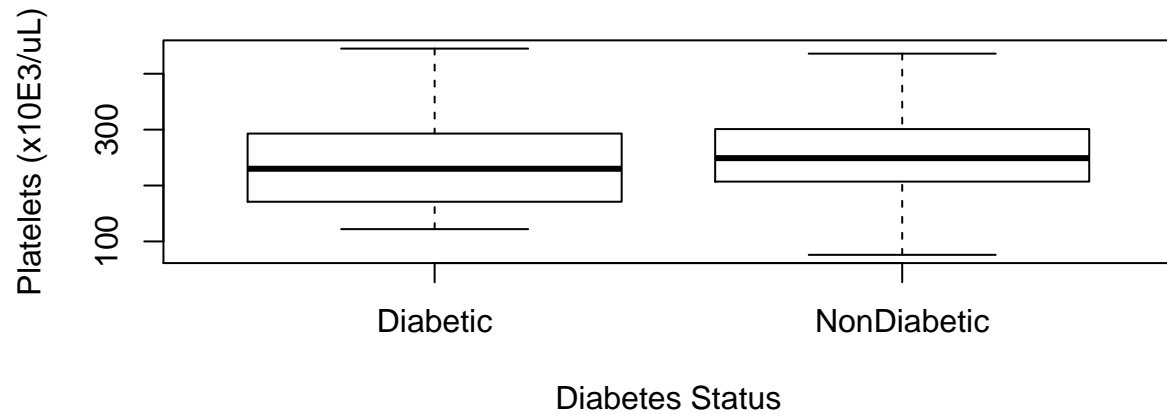 Platelets (x10E3/uL)
300
100
Diabetic
NonDiabetic
Diabetes Status